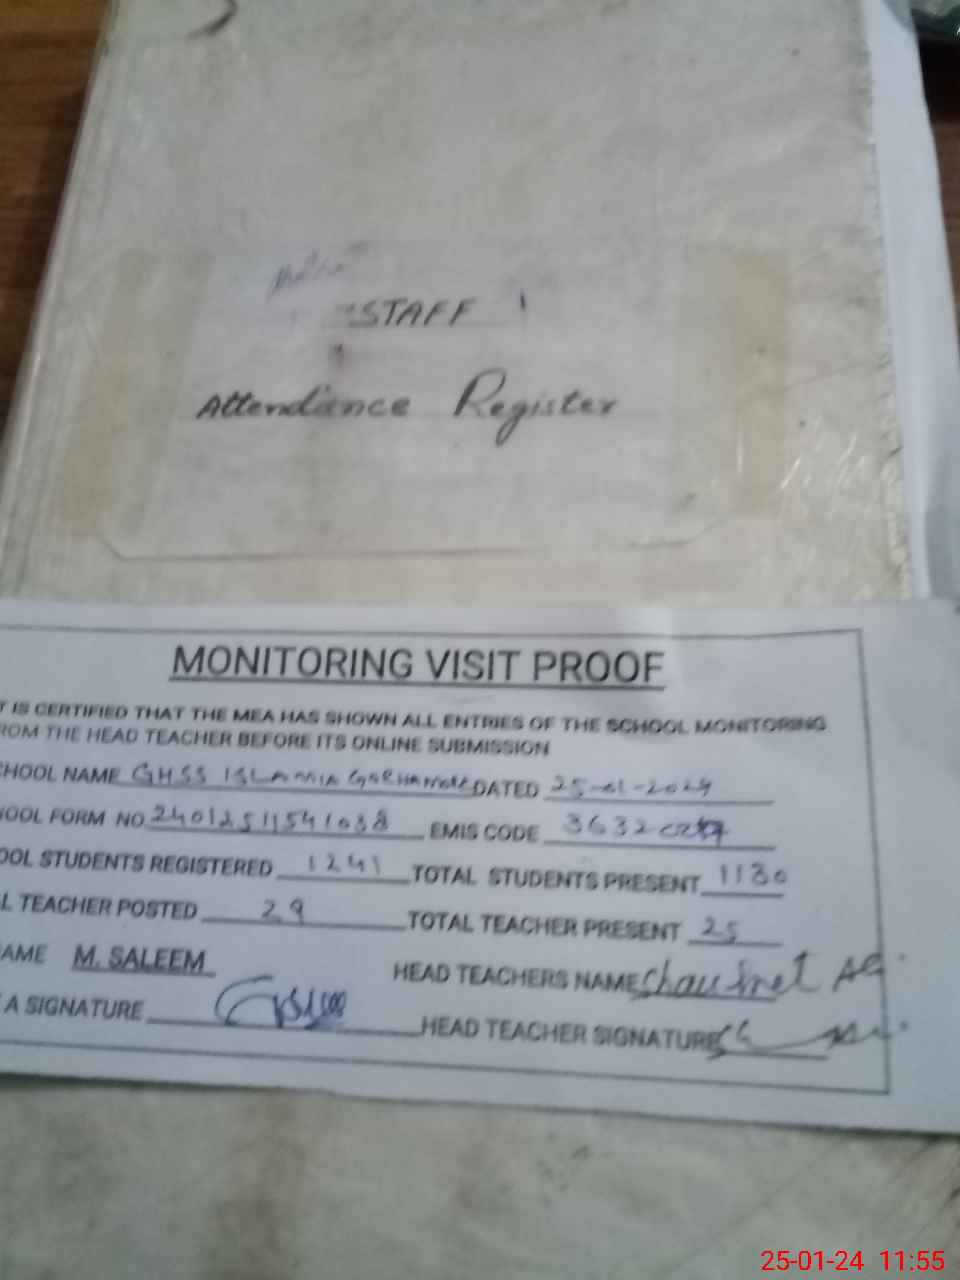 STAFF
Attendance Register
MONITORING VISIT PROOF
T IS CERTIFIED THAT THE MEA HAS SHOWN ALL ENTRIES OF THE SCHOOL MONITORING
ROM THE HEAD TEACHER BEFORE ITS ONLINE SUBMISSION
CHOOL NAME GHSS ISLAMIA DATED 25-01-2024
OOL FORM NO 24012511541038 EMIS CODE
OOL STUDENTS REGISTERED 1241 TOTAL STUDENTS PRESENT 1130
L TEACHER POSTED 29 TOTAL TEACHER PRESENT 25
AME M. SALEEM HEAD TEACHERS NAME
A SIGNATURE HEAD TEACHER SIGNATURE
25-01-24 11:55